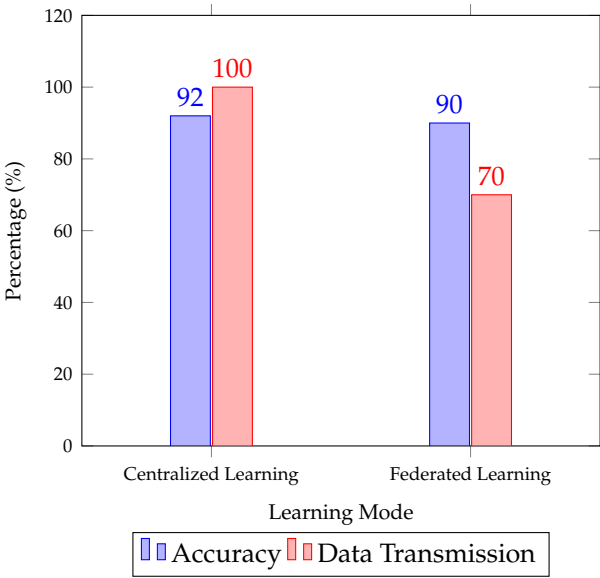 120
100
80
60
40
20
0
Percentage (%)
92
100
90
70
Centralized Learning
Federated Learning
Learning Mode
Accuracy
Data Transmission